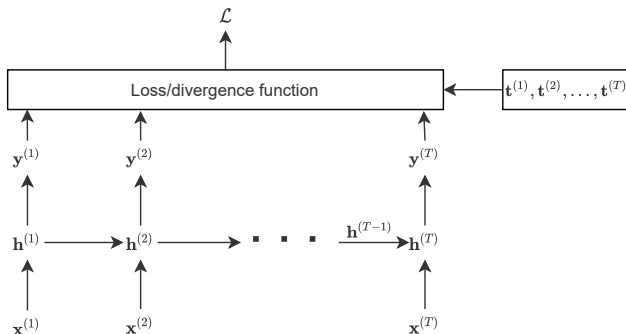 ℒ
Loss/divergence function
𝐭⁽¹⁾, 𝐭⁽²⁾, . . . , 𝐭⁽ᵀ⁾
𝐲⁽¹⁾ 𝐲⁽²⁾ 𝐲⁽ᵀ⁾
𝐡⁽ᵀ⁻¹⁾
𝐡⁽¹⁾ 𝐡⁽²⁾ 𝐡⁽ᵀ⁾
𝐱⁽¹⁾ 𝐱⁽²⁾ 𝐱⁽ᵀ⁾